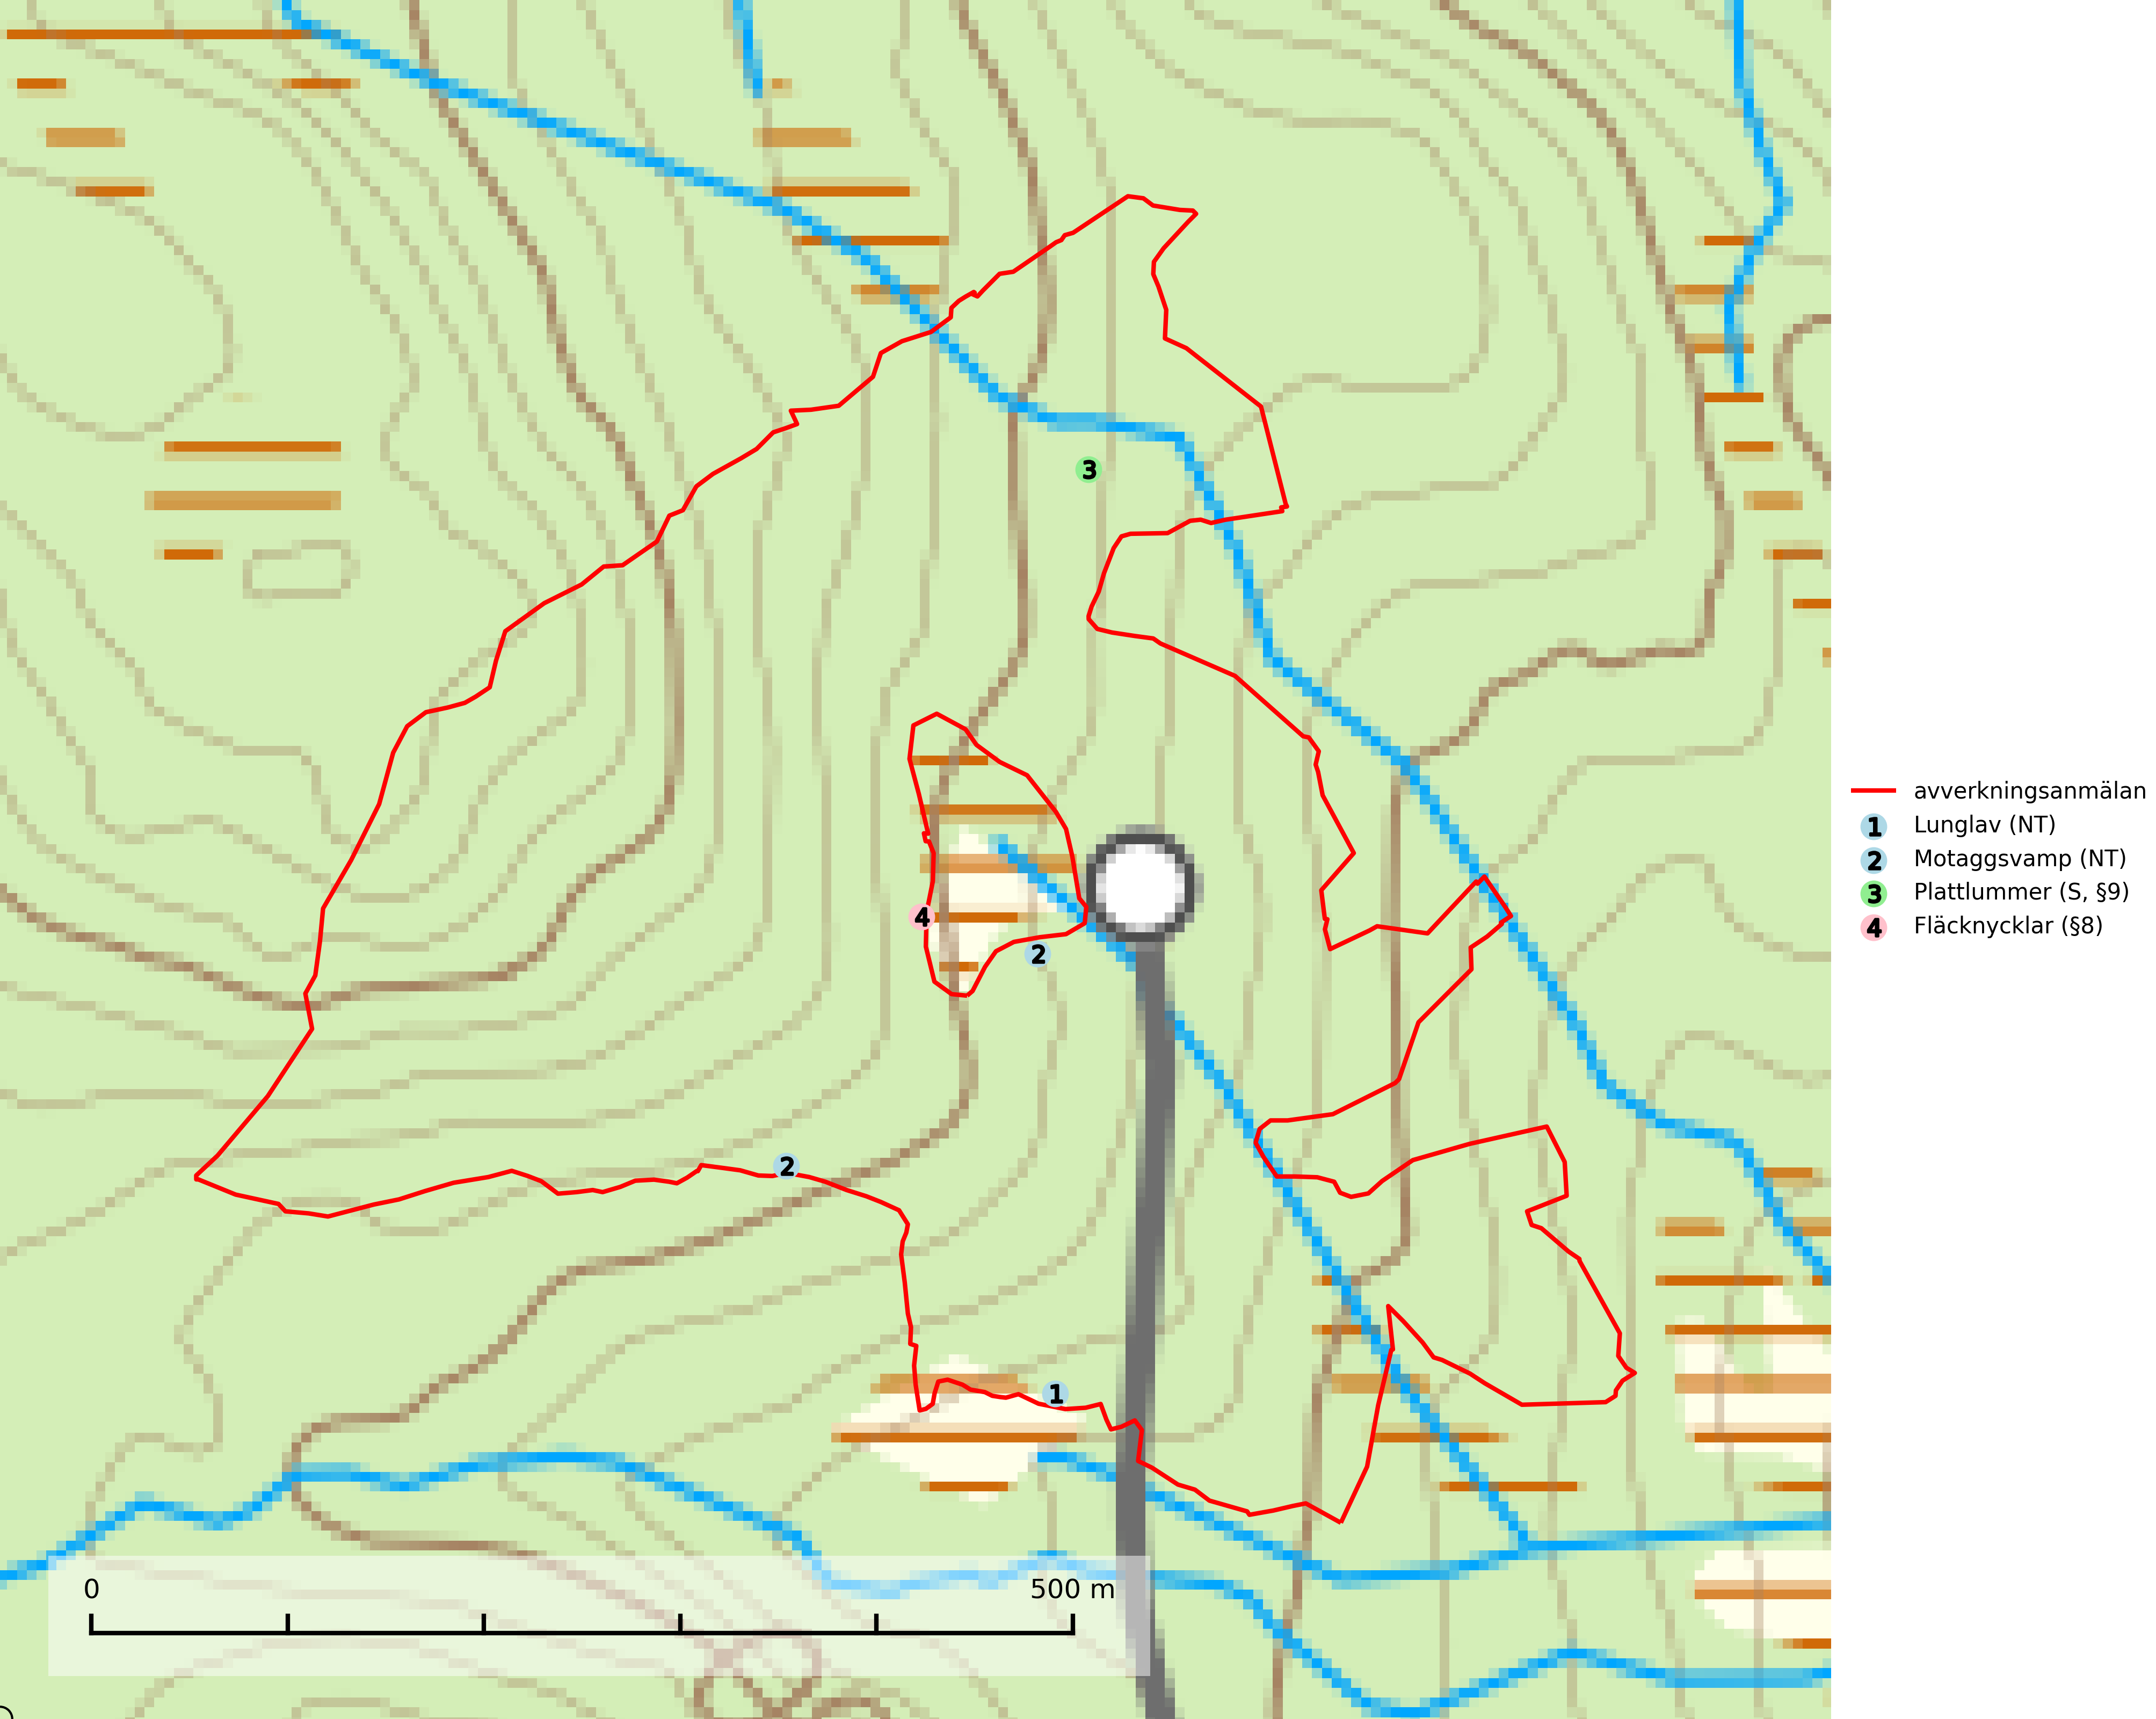 3
4
2
2
1
0 500 m
avverkningsanmälan
1 Lunglav (NT)
2 Motaggsvamp (NT)
3 Plattlummer (S, §9)
4 Fläcknycklar (§8)